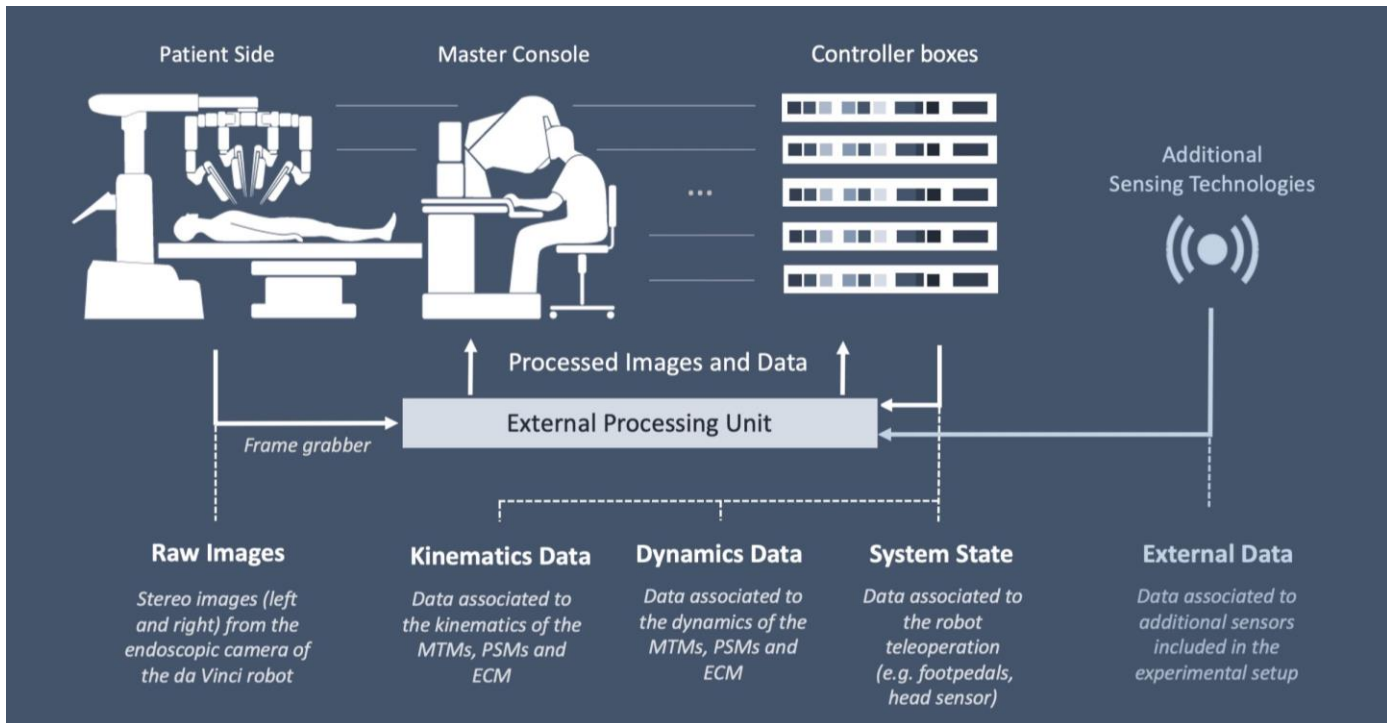 Patient Side
Master Console
Controller boxes
Additional
Sensing Technologies
...
Processed Images and Data
External Processing Unit
Frame grabber
Raw Images
Stereo images (left
and right) from the
endoscopic camera of
the da Vinci robot
Kinematics Data
Data associated to
the kinematics of the
MTMs, PSMs and
ECM
Dynamics Data
Data associated to
the dynamics of the
MTMs, PSMs and
ECM
System State
Data associated to
the robot
teleoperation
(e.g. footpedals,
head sensor)
External Data
Data associated to
additional sensors
included in the
experimental setup